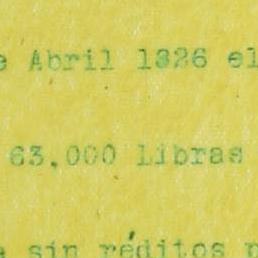 e Abril 1826 el
63.000 libras
e sin réditos p